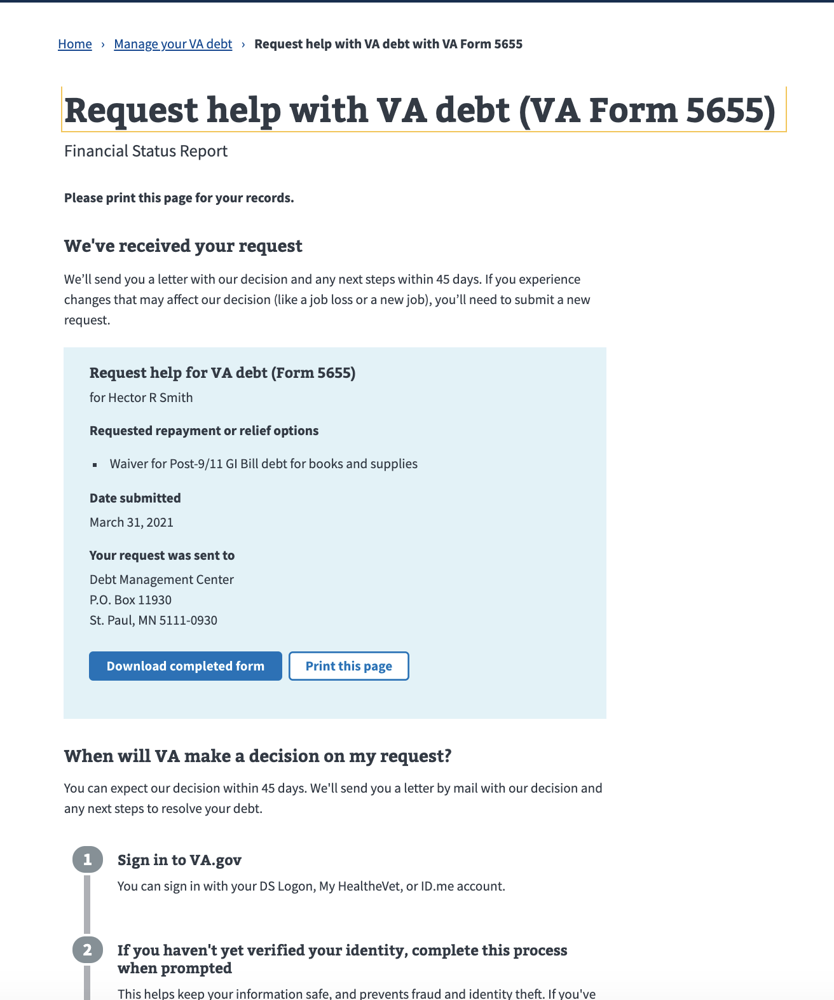 Home › Manage your VA debt › Request help with VA debt with VA Form 5655
Request help with VA debt (VA Form 5655)
Financial Status Report
Please print this page for your records.
We've received your request
We’ll send you a letter with our decision and any next steps within 45 days. If you experience
changes that may affect our decision (like a job loss or a new job), you’ll need to submit a new
request.
Request help for VA debt (Form 5655)
for Hector R Smith
Requested repayment or relief options
▪ Waiver for Post-9/11 GI Bill debt for books and supplies
Date submitted
March 31, 2021
Your request was sent to
Debt Management Center
P.O. Box 11930
St. Paul, MN 5111-0930
Download completed form Print this page
When will VA make a decision on my request?
You can expect our decision within 45 days. We'll send you a letter by mail with our decision and
any next steps to resolve your debt.
1 Sign in to VA.gov
You can sign in with your DS Logon, My HealtheVet, or ID.me account.
2 If you haven't yet verified your identity, complete this process
when prompted
This helps keep your information safe, and prevents fraud and identity theft. If you've